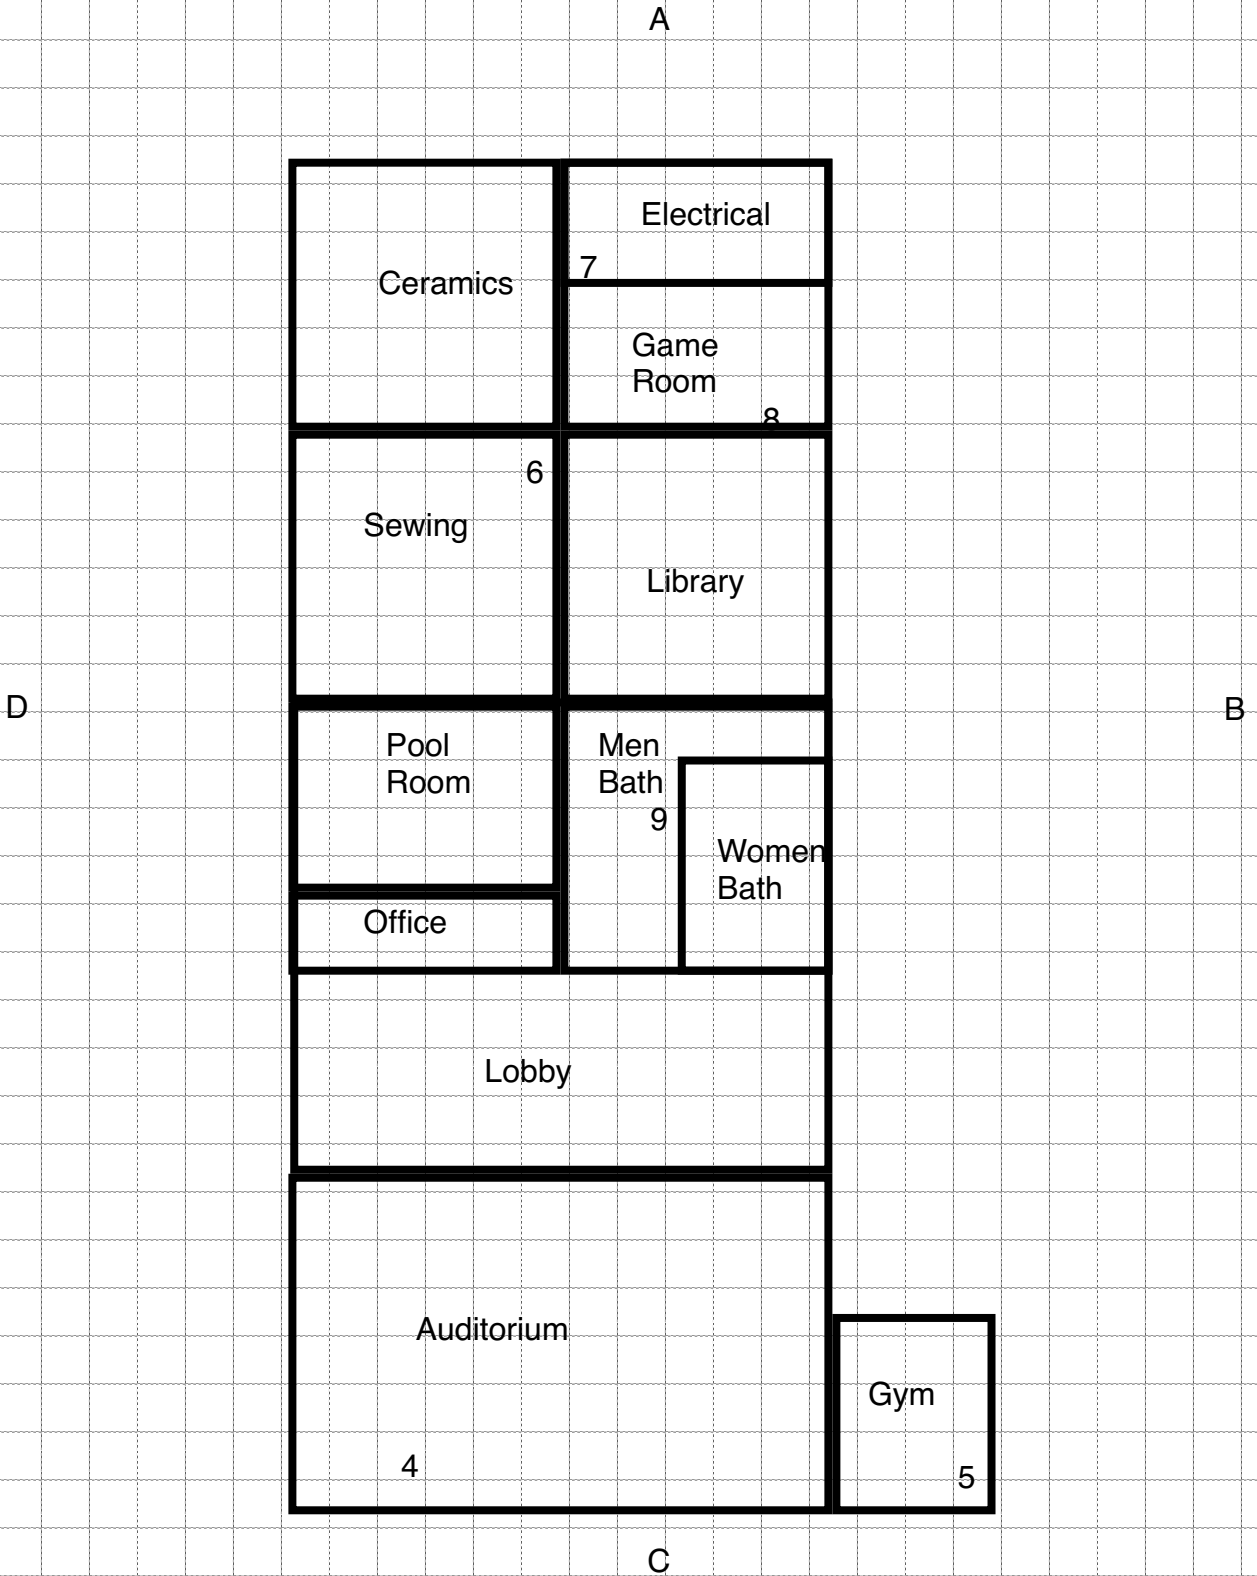 A
Electrical
7
Ceramics
Game
Room
8
6
Sewing
Library
D
B
Pool
Room
Men
Bath
9
Women
Bath
Office
Lobby
Auditorium
Gym
4
5
C